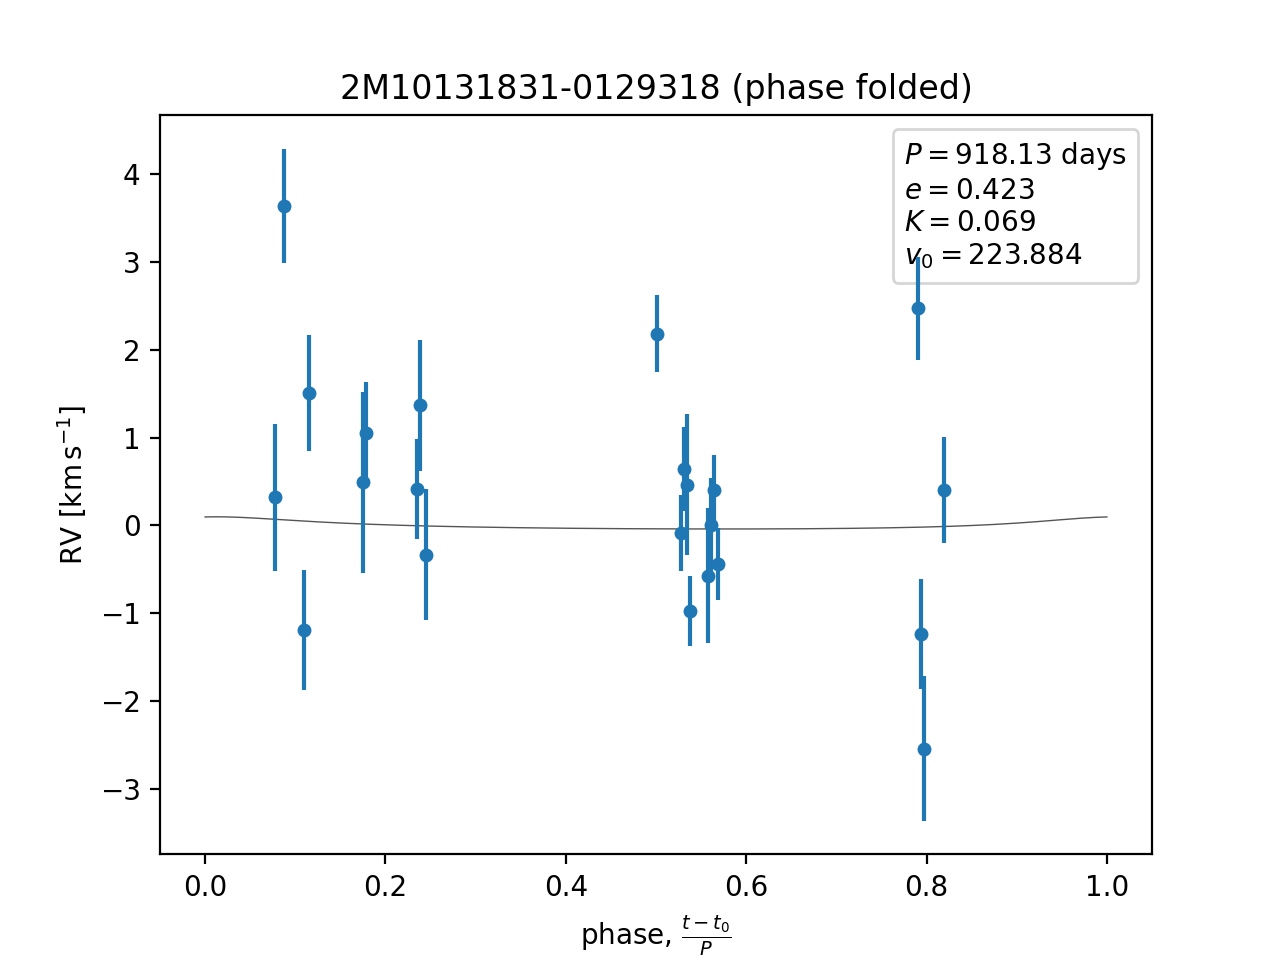 2M10131831-0129318 (phase folded)
P = 918.13 days
e = 0.423
K = 0.069
v₀ = 223.884
4
3
2
1
0
−1
−2
−3
RV [km s⁻¹]
0.0 0.2 0.4 0.6 0.8 1.0
phase, (t − t₀)/P